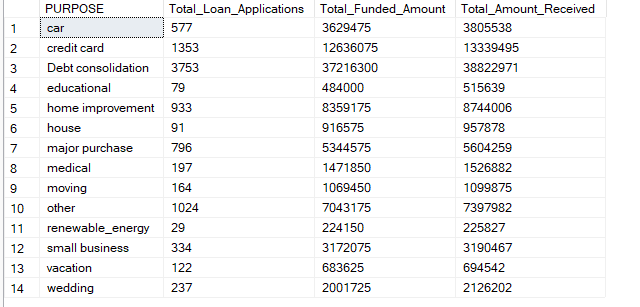 PURPOSE Total_Loan_Applications Total_Funded_Amount Total_Amount_Received
1 car 577 3629475 3805538
2 credit card 1353 12636075 13339495
3 Debt consolidation 3753 37216300 38822971
4 educational 79 484000 515639
5 home improvement 933 8359175 8744006
6 house 91 916575 957878
7 major purchase 796 5344575 5604259
8 medical 197 1471850 1526882
9 moving 164 1069450 1099875
10 other 1024 7043175 7397982
11 renewable_energy 29 224150 225827
12 small business 334 3172075 3190467
13 vacation 122 683625 694542
14 wedding 237 2001725 2126202